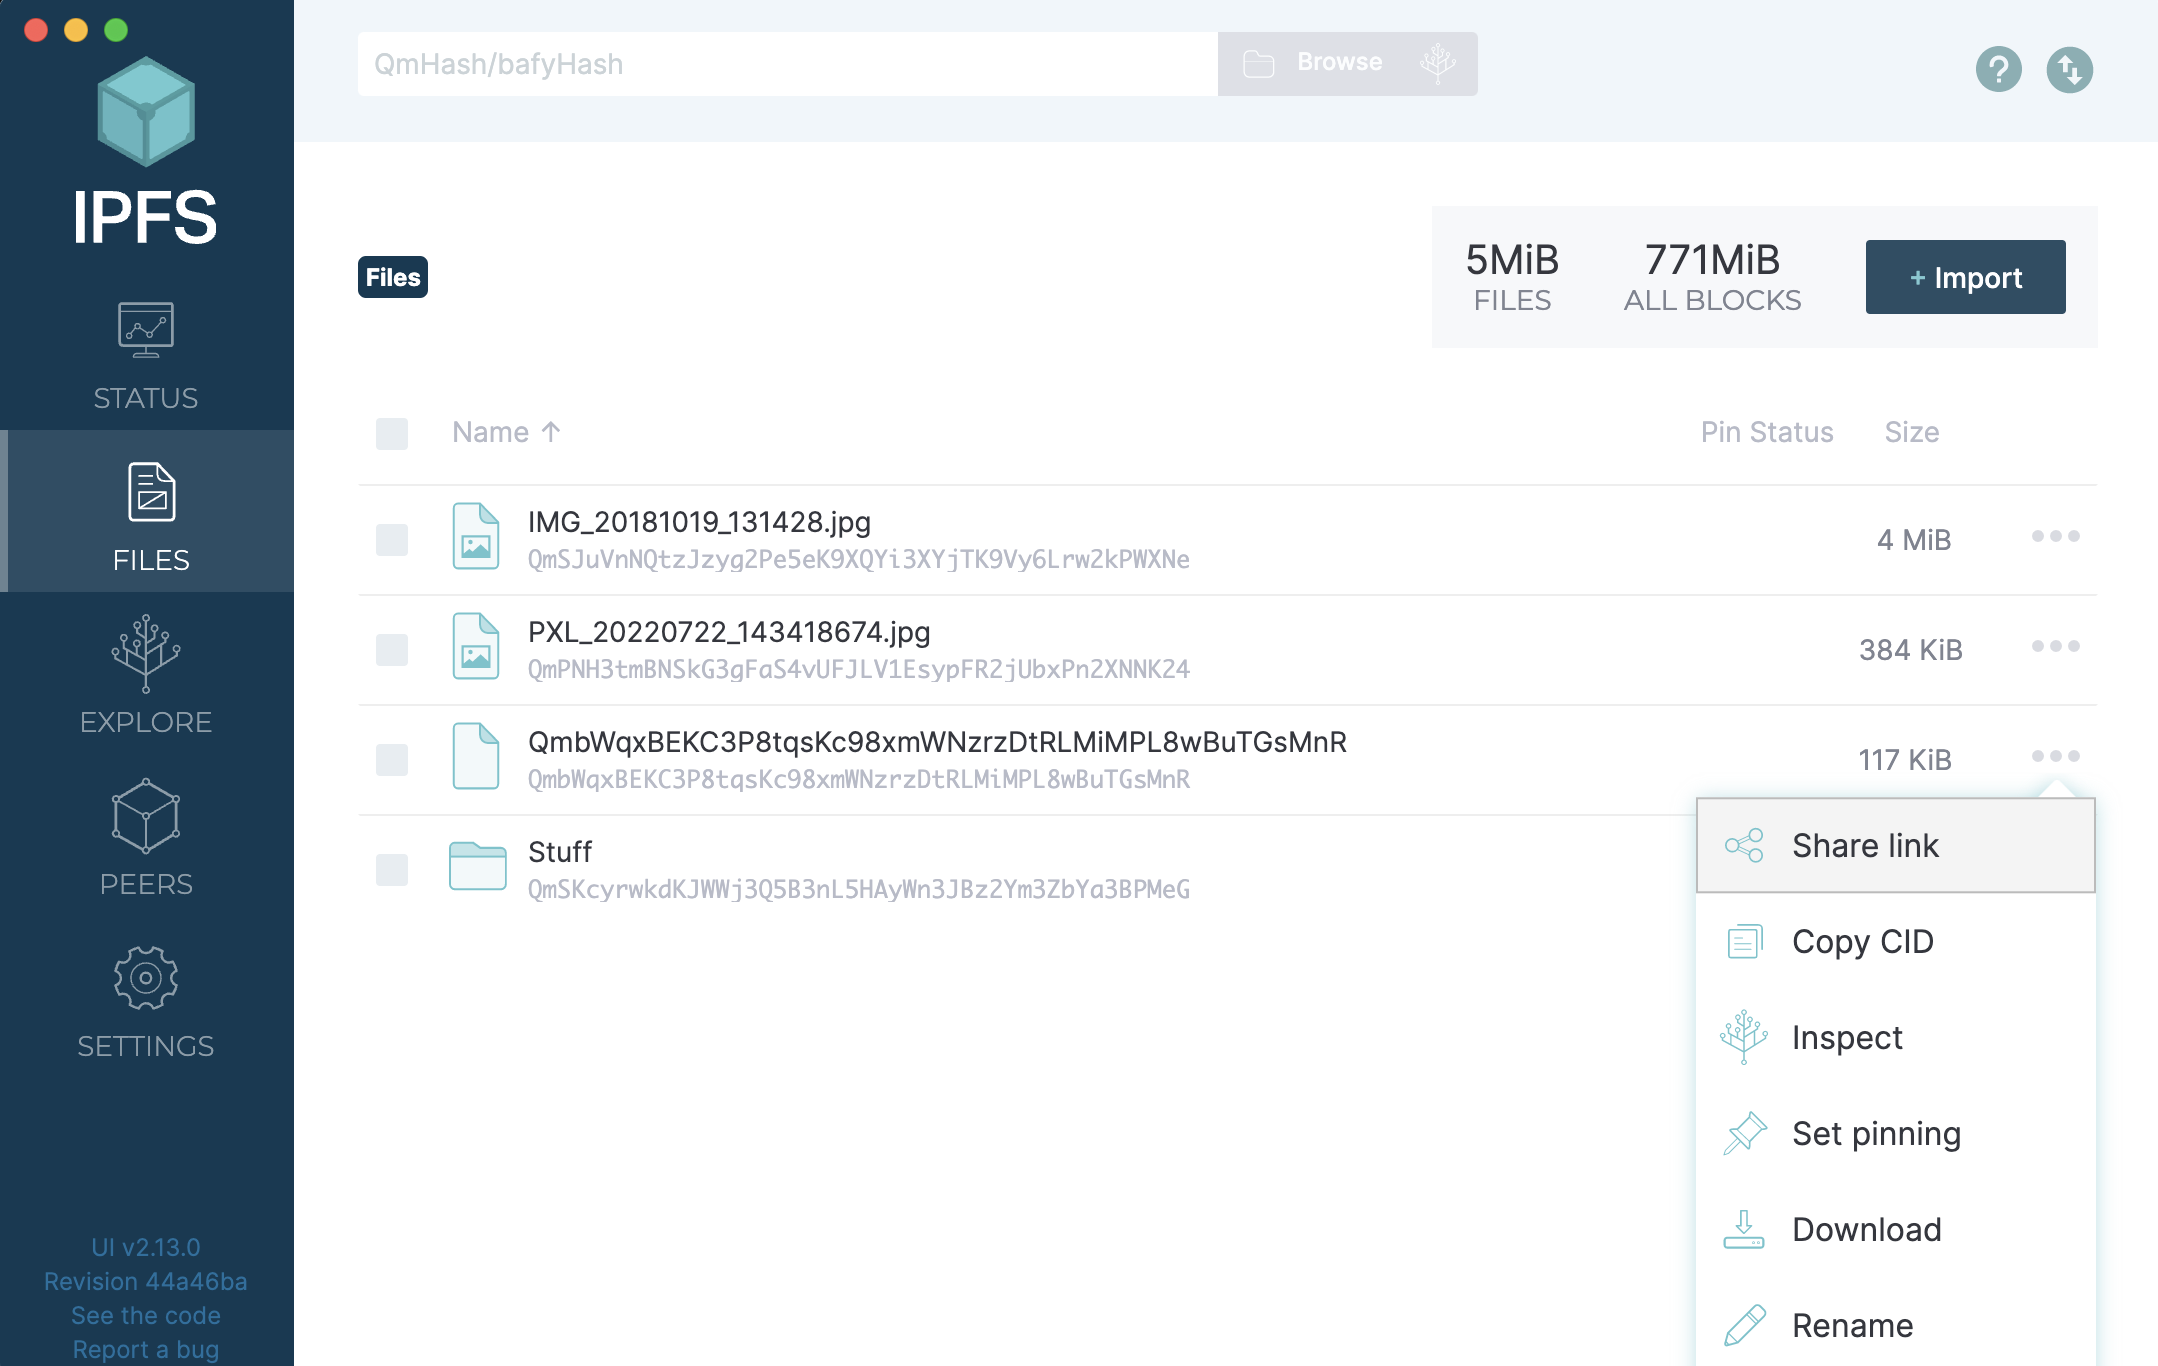 IPFS
STATUS
FILES
EXPLORE
PEERS
SETTINGS
UI v2.13.0
Revision 44a46ba
See the code
Report a bug
QmHash/bafyHash
Browse
?
Files
5MiB
FILES
771MiB
ALL BLOCKS
+ Import
Name ↑
Pin Status
Size
IMG_20181019_131428.jpg
QmSJuVnNQtzJzyg2Pe5eK9XQYi3XYjTK9Vy6Lrw2kPWXNe
4 MiB
PXL_20220722_143418674.jpg
QmPNH3tmBNSkG3gFaS4vUFJLV1EsypFR2jUbxPn2XNNK24
384 KiB
QmbWqxBEKC3P8tqsKc98xmWNzrzDtRLMiMPL8wBuTGsMnR
QmbWqxBEKC3P8tqsKc98xmWNzrzDtRLMiMPL8wBuTGsMnR
117 KiB
Stuff
QmSKcyrwkdKJWWj3Q5B3nL5HAyWn3JBz2Ym3ZbYa3BPMeG
Share link
Copy CID
Inspect
Set pinning
Download
Rename